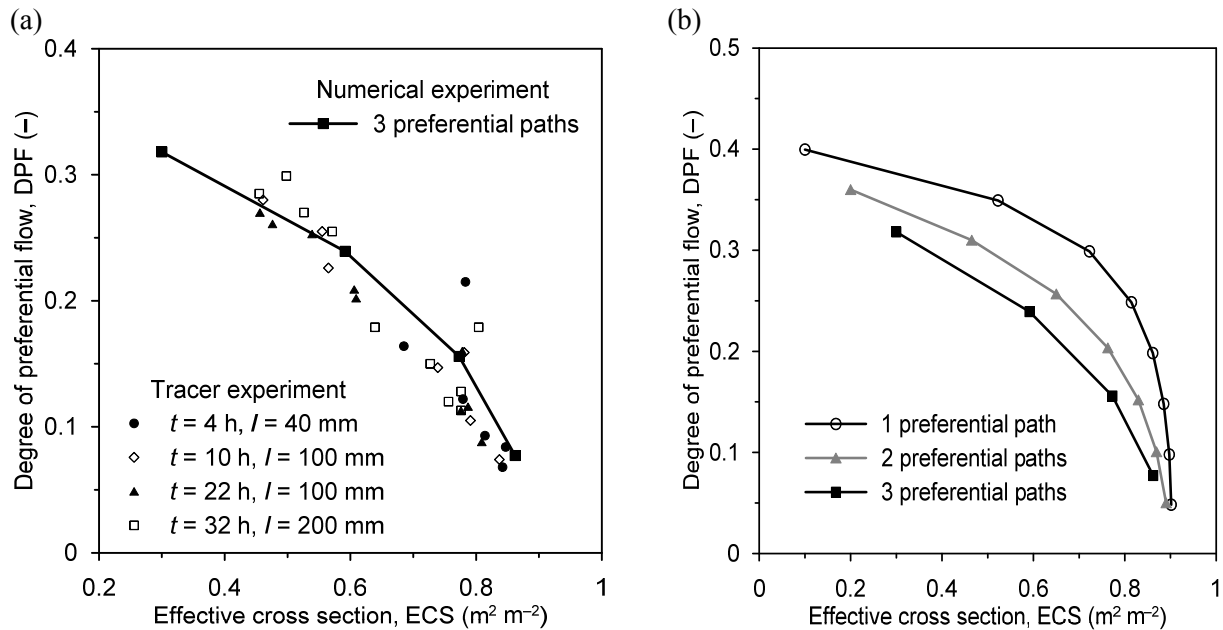 (a)
0.4
0.3
0.2
0.1
0
Degree of preferential flow, DPF (–)
Numerical experiment
3 preferential paths
Tracer experiment
t = 4 h, I = 40 mm
t = 10 h, I = 100 mm
t = 22 h, I = 100 mm
t = 32 h, I = 200 mm
0.2 0.4 0.6 0.8 1
Effective cross section, ECS (m² m⁻²)
(b)
0.5
0.4
0.3
0.2
0.1
0.0
Degree of preferential flow, DPF (–)
1 preferential path
2 preferential paths
3 preferential paths
0 0.2 0.4 0.6 0.8 1
Effective cross section, ECS (m² m⁻²)